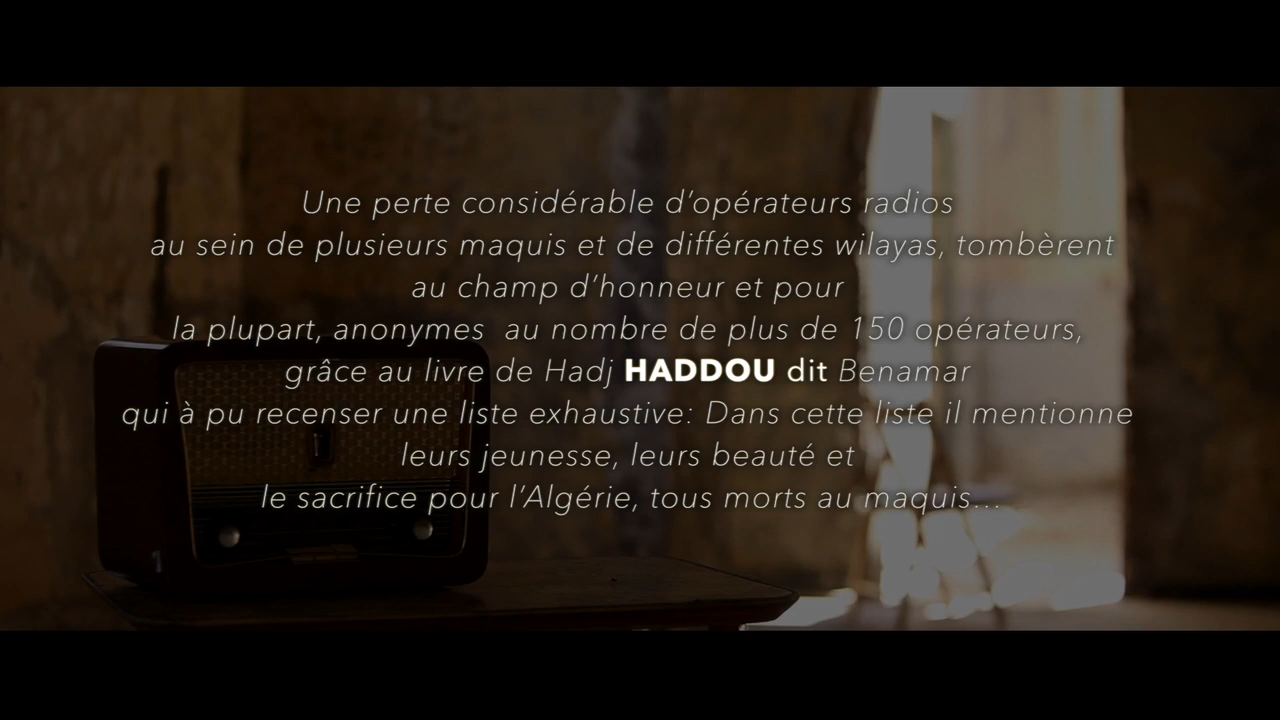 Une perte considérable d’opérateurs radios
au sein de plusieurs maquis et de différentes wilayas, tombèrent
au champ d’honneur et pour
la plupart, anonymes  au nombre de plus de 150 opérateurs,
grâce au livre de Hadj HADDOU dit Benamar
qui à pu recenser une liste exhaustive: Dans cette liste il mentionne
leurs jeunesse, leurs beauté et
le sacrifice pour l’Algérie, tous morts au maquis...